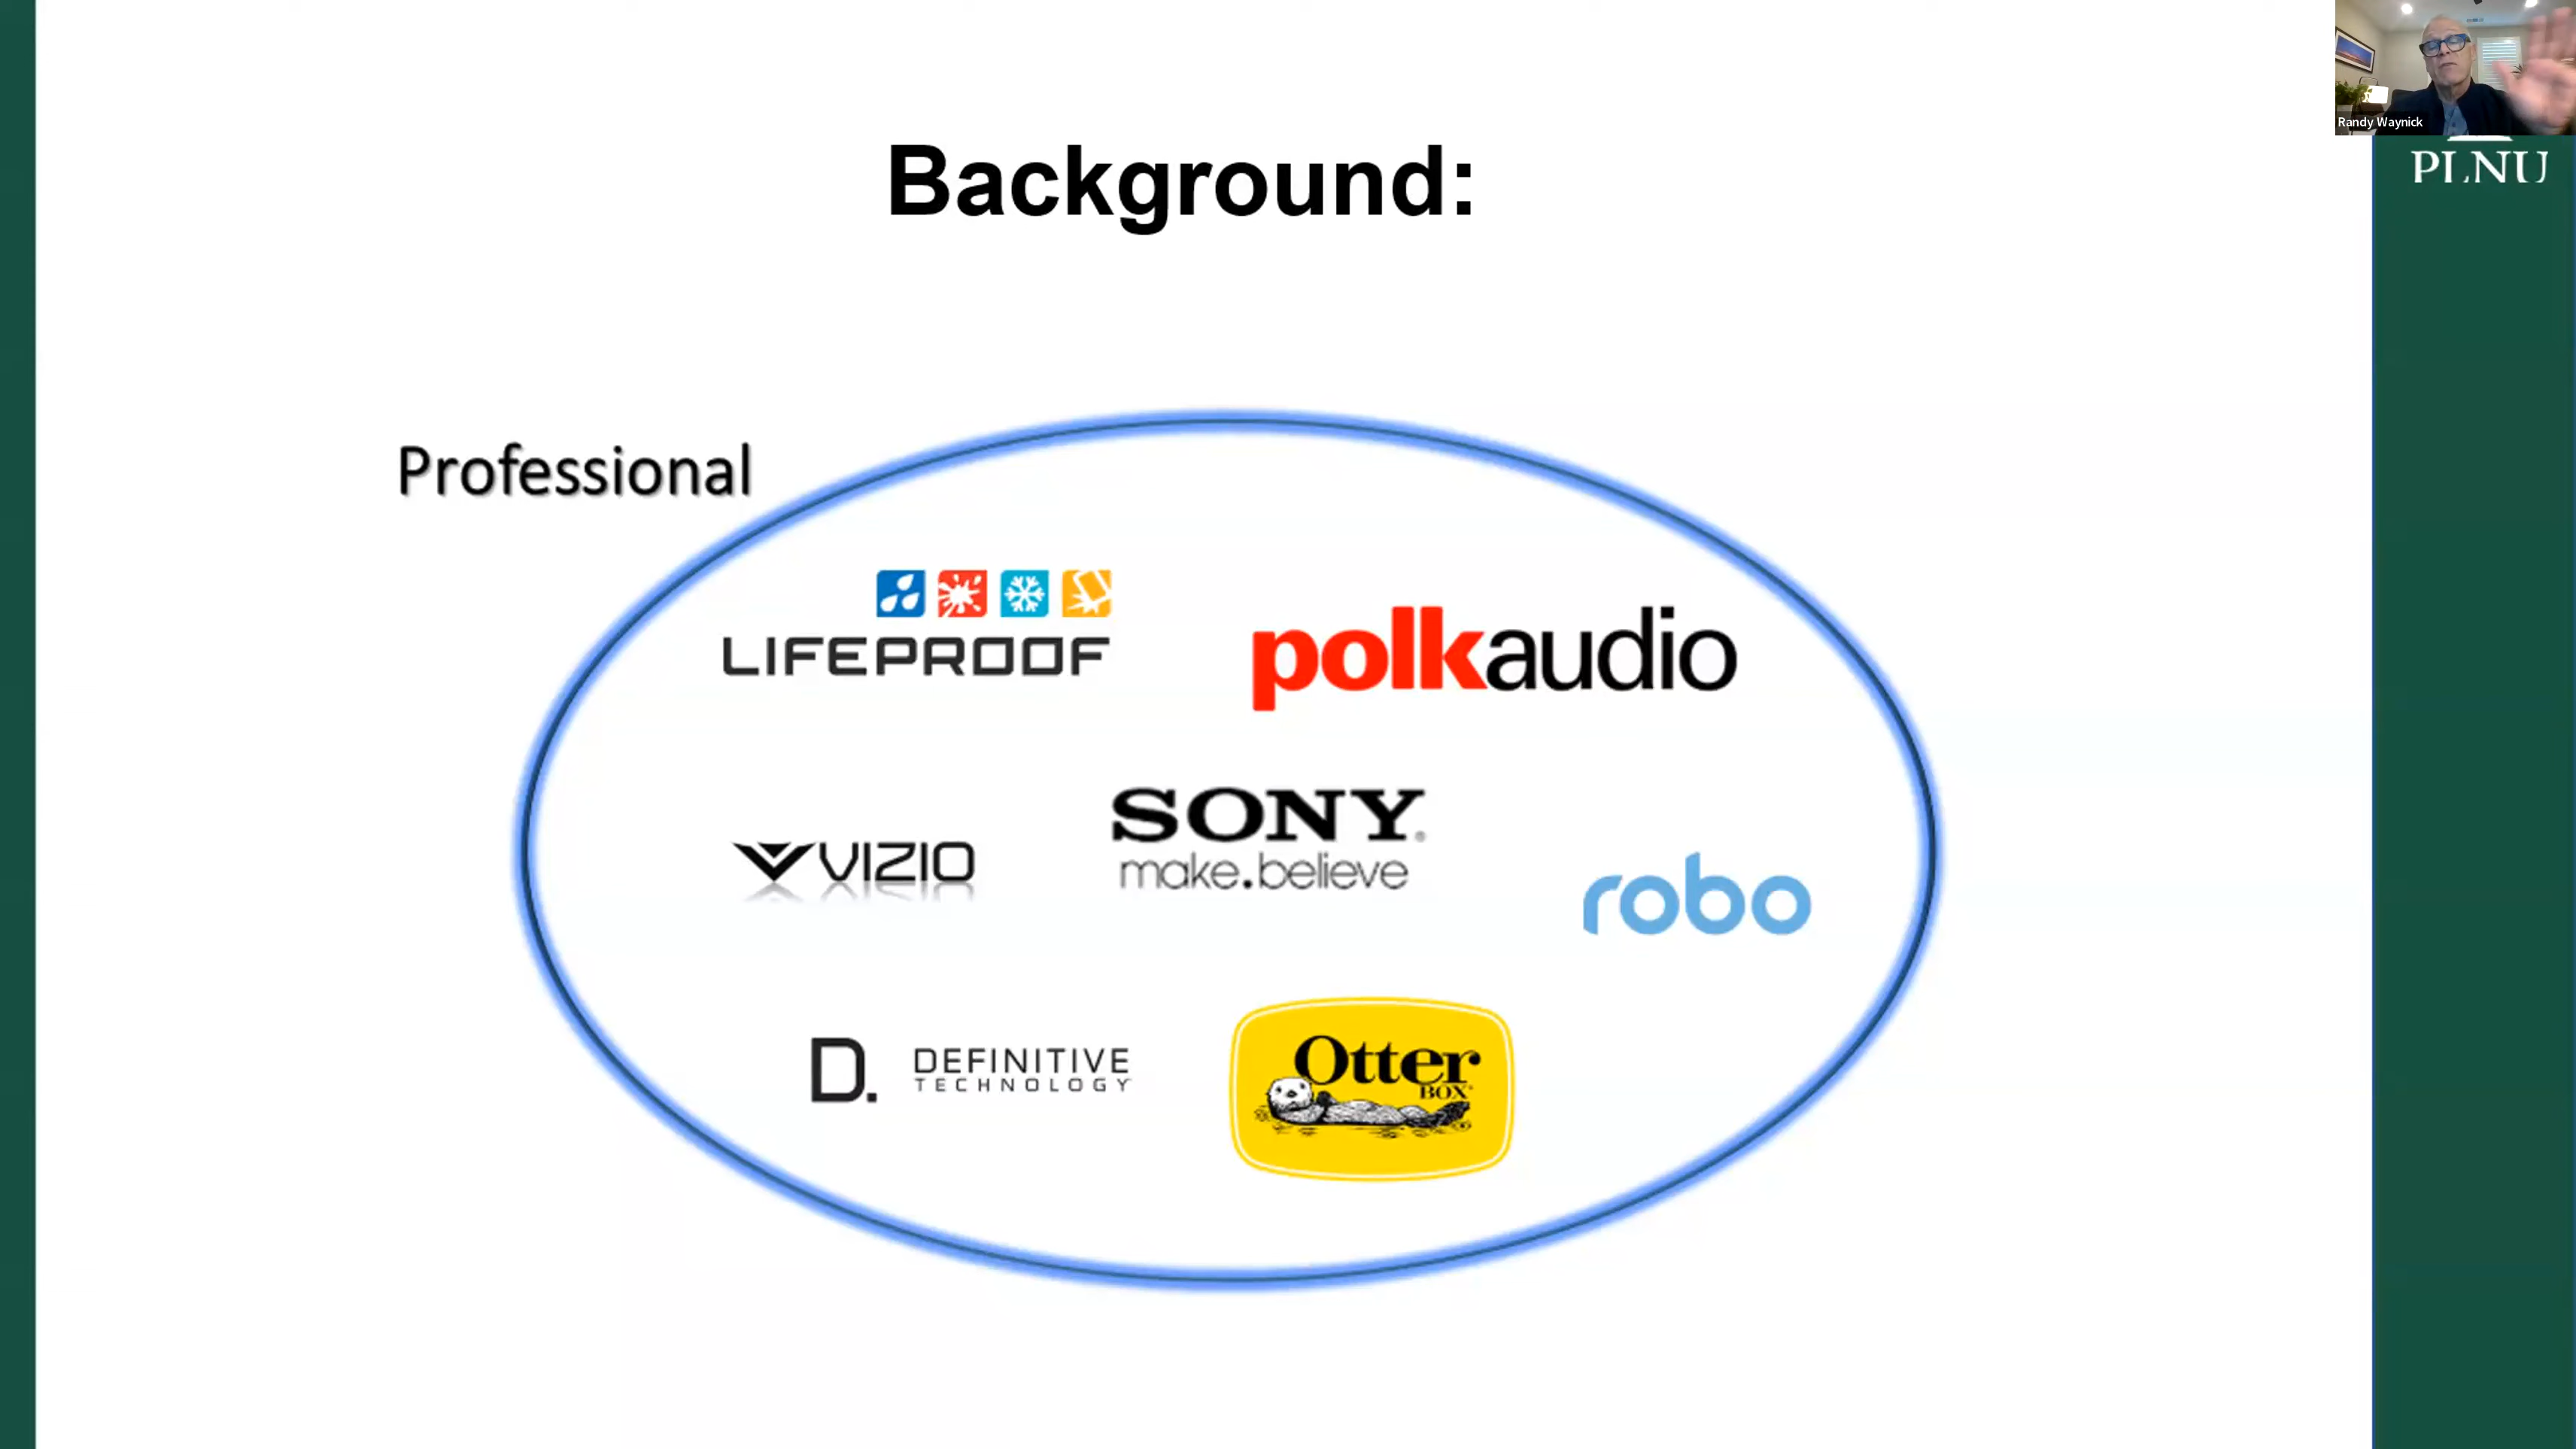 Randy Waynick
PLNU
Background:
Professional
LIFEPROOF
polkaudio
VIZIO
SONY®
make.believe
robo
D. DEFINITIVE
TECHNOLOGY
Otter
BOX®